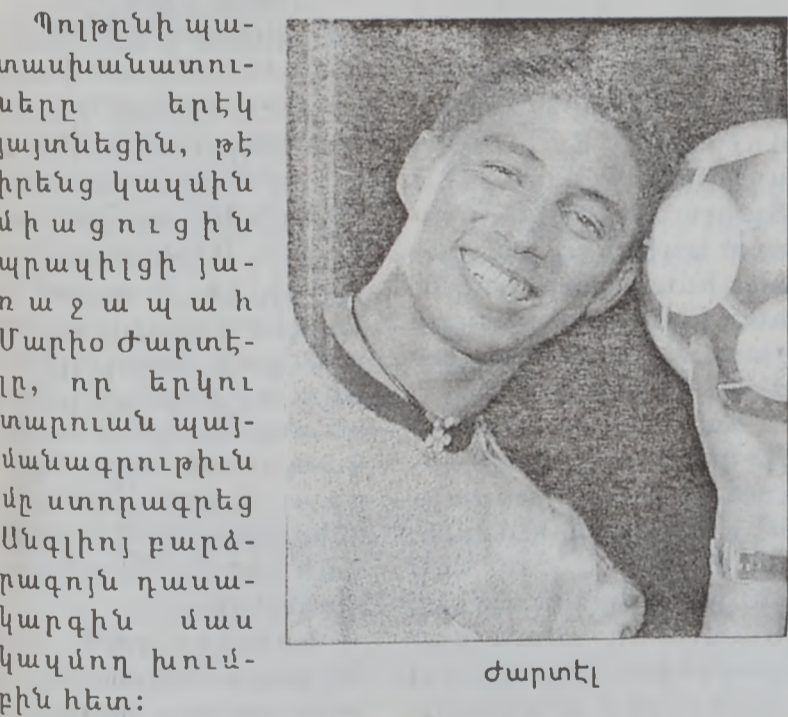 Պոլթընի պա-
տասխանատու-
ները երէկ
յայտնեցին, թէ
իրենց կազմին
միացուցին
պրազիլցի յա-
ռաջապահ
Մարիօ Ժարտէ-
լը, որ երկու
տարուան պայ-
մանագրութիւն
մը ստորագրեց
Անգլիոյ բարձ-
րագոյն դասա-
կարգին մաս
կազմող խում-
բին հետ:
Ժարտէլ